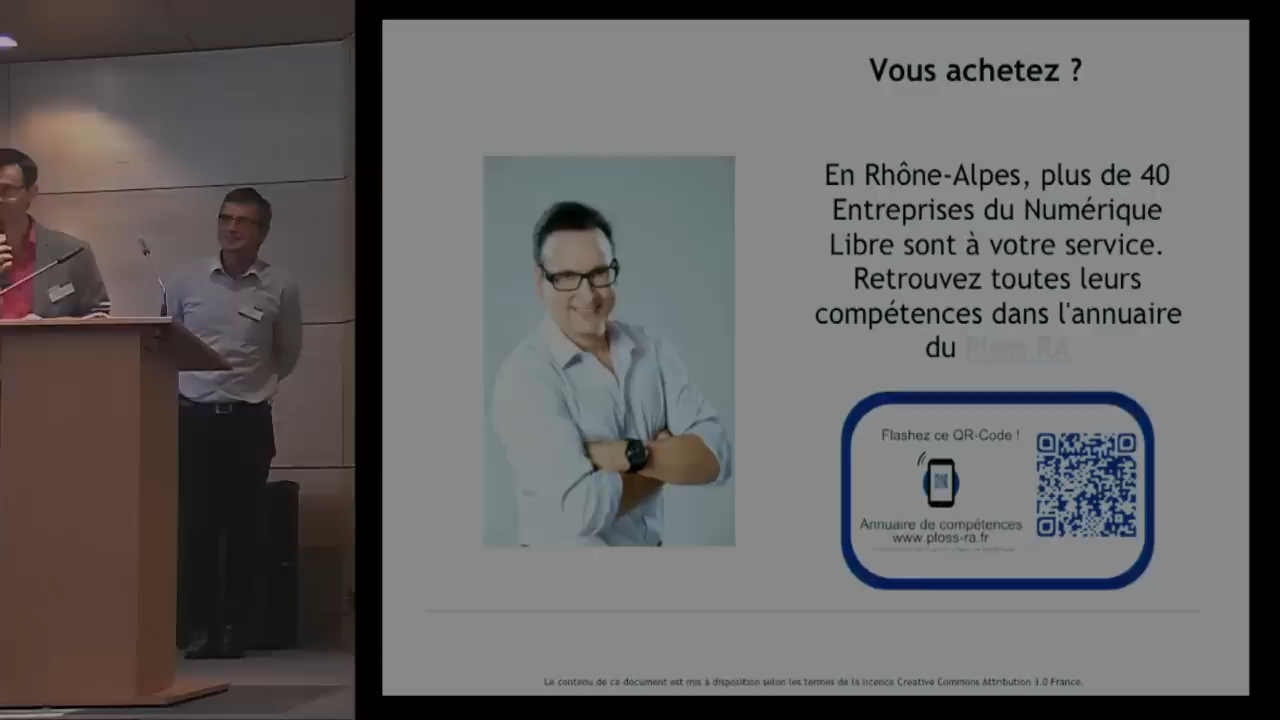 Vous achetez ?
En Rhône-Alpes, plus de 40
Entreprises du Numérique
Libre sont à votre service.
Retrouvez toutes leurs
compétences dans l'annuaire
du Ploss RA
Flashez ce QR-Code !
Annuaire de compétences
www.ploss-ra.fr
Le contenu de ce document est mis à disposition selon les termes de la licence Creative Commons Attribution 3.0 France.